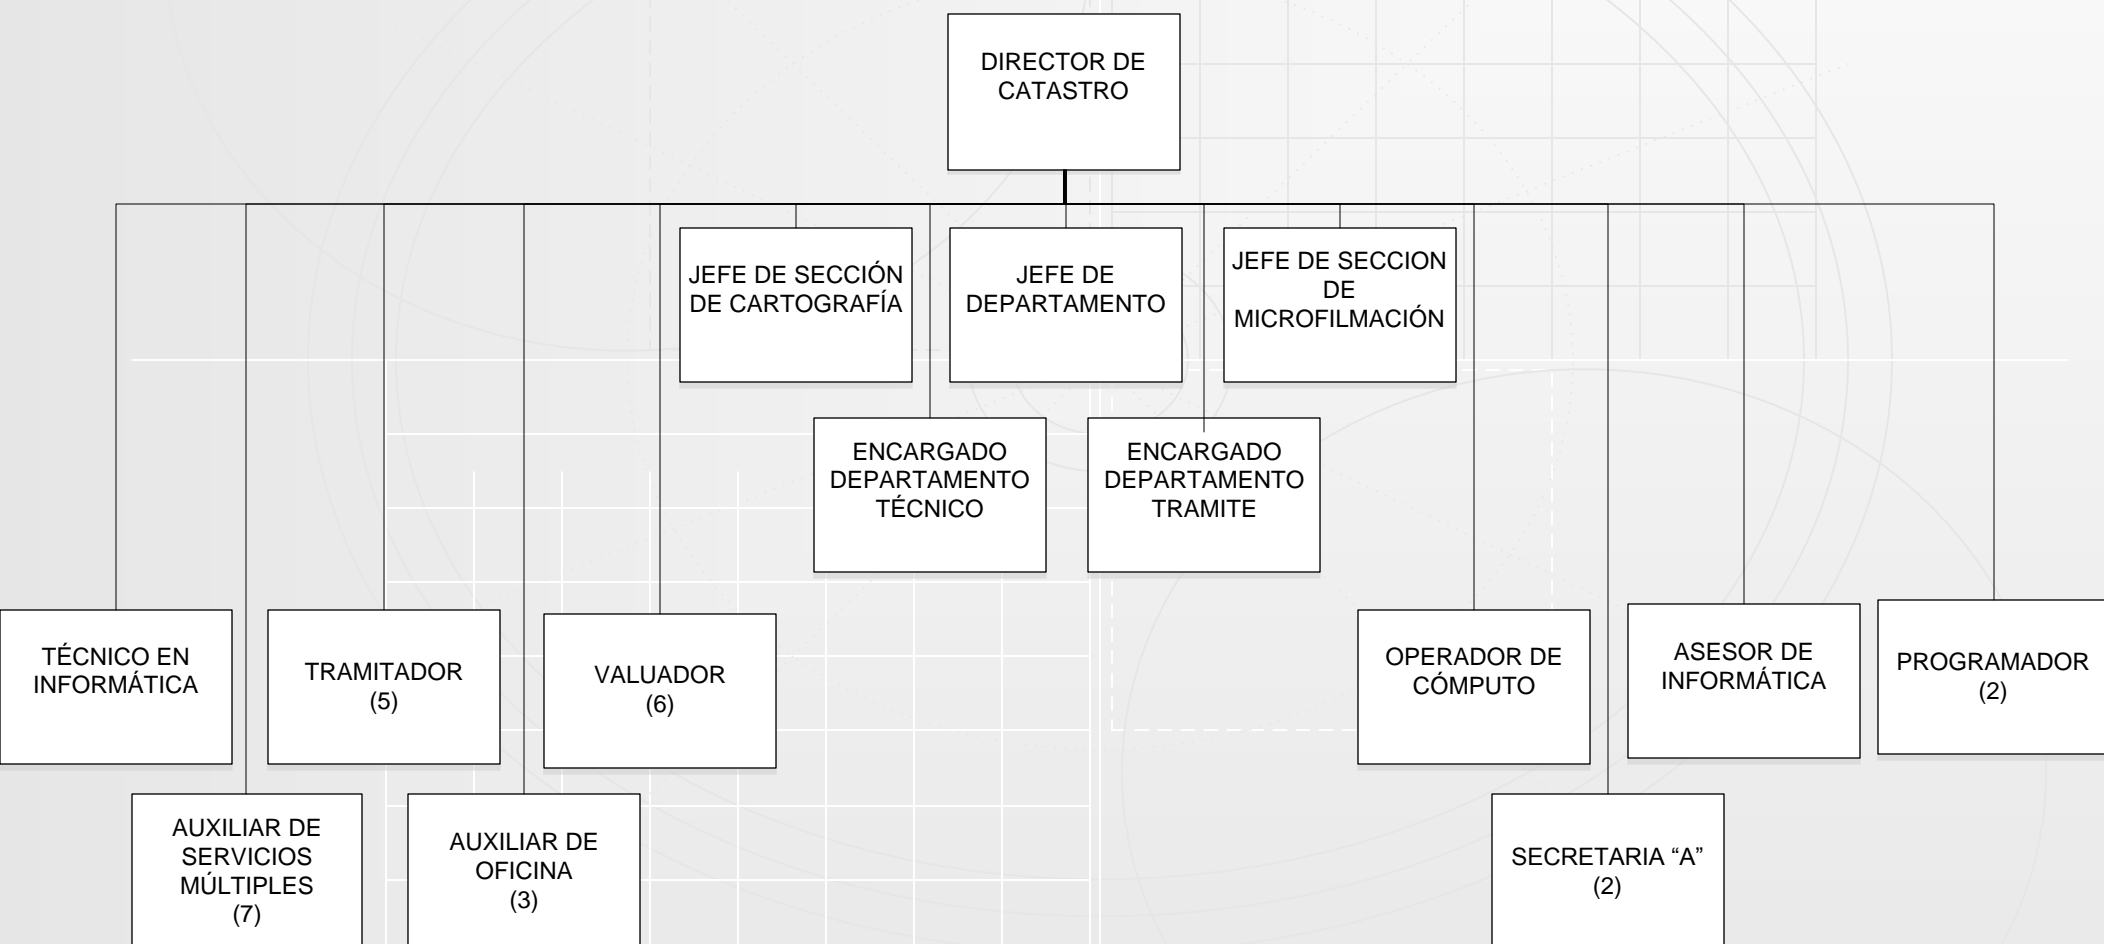 DIRECTOR DE
CATASTRO
JEFE DE SECCIÓN
DE CARTOGRAFÍA
JEFE DE
DEPARTAMENTO
JEFE DE SECCION
DE
MICROFILMACIÓN
ENCARGADO
DEPARTAMENTO
TÉCNICO
ENCARGADO
DEPARTAMENTO
TRAMITE
TÉCNICO EN
INFORMÁTICA
TRAMITADOR
(5)
VALUADOR
(6)
OPERADOR DE
CÓMPUTO
ASESOR DE
INFORMÁTICA
PROGRAMADOR
(2)
AUXILIAR DE
SERVICIOS
MÚLTIPLES
(7)
AUXILIAR DE
OFICINA
(3)
SECRETARIA “A”
(2)